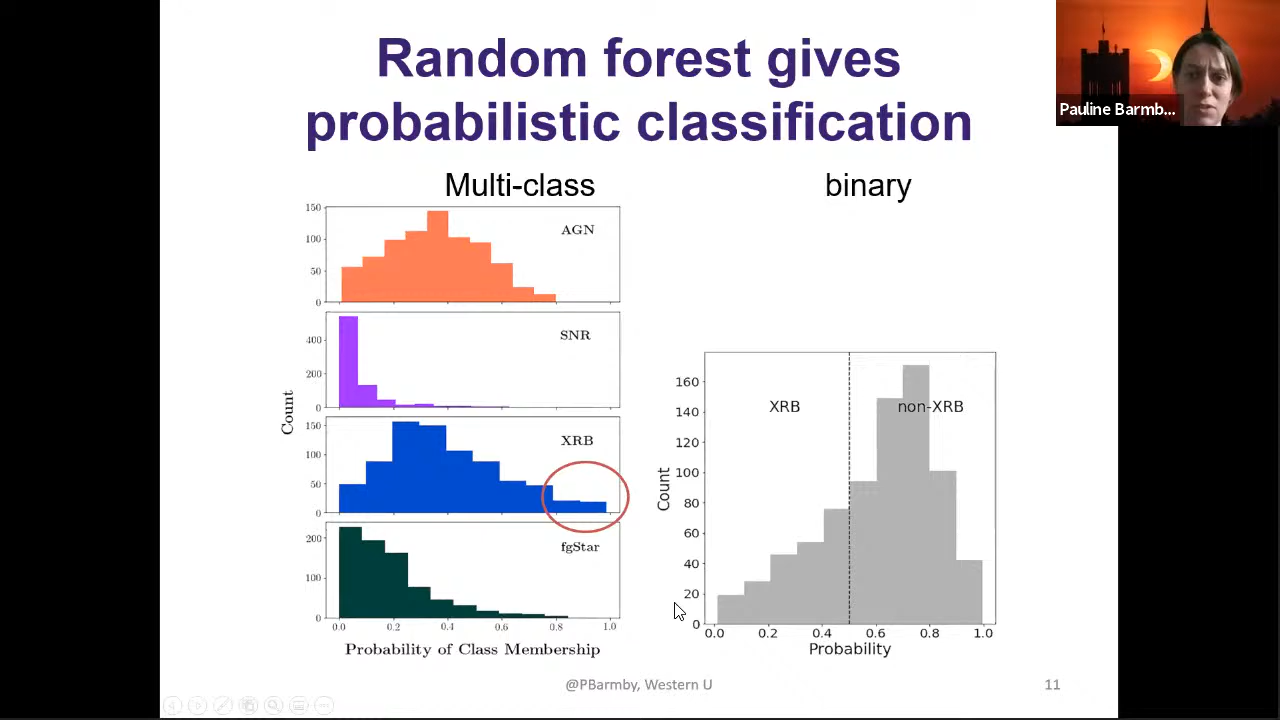 Random forest gives
probabilistic classification
Pauline Barmb...
Multi-class
binary
150
100
50
0
AGN
400
200
0
SNR
150
100
50
0
XRB
200
100
0
fgStar
0.0 0.2 0.4 0.6 0.8 1.0
Count
Probability of Class Membership
160
140
120
100
80
60
40
20
0
XRB
non-XRB
0.0 0.2 0.4 0.6 0.8 1.0
Count
Probability
@PBarmby, Western U
11